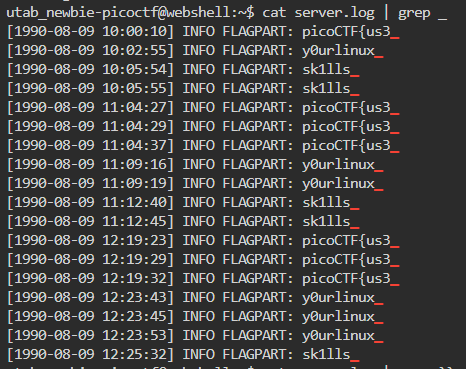 utab_newbie-picoctf@webshell:~$ cat server.log | grep _
[1990-08-09 10:00:10] INFO FLAGPART: picoCTF{us3_
[1990-08-09 10:02:55] INFO FLAGPART: y0urlinux_
[1990-08-09 10:05:54] INFO FLAGPART: sk1lls_
[1990-08-09 10:05:55] INFO FLAGPART: sk1lls_
[1990-08-09 11:04:27] INFO FLAGPART: picoCTF{us3_
[1990-08-09 11:04:29] INFO FLAGPART: picoCTF{us3_
[1990-08-09 11:04:37] INFO FLAGPART: picoCTF{us3_
[1990-08-09 11:09:16] INFO FLAGPART: y0urlinux_
[1990-08-09 11:09:19] INFO FLAGPART: y0urlinux_
[1990-08-09 11:12:40] INFO FLAGPART: sk1lls_
[1990-08-09 11:12:45] INFO FLAGPART: sk1lls_
[1990-08-09 12:19:23] INFO FLAGPART: picoCTF{us3_
[1990-08-09 12:19:29] INFO FLAGPART: picoCTF{us3_
[1990-08-09 12:19:32] INFO FLAGPART: picoCTF{us3_
[1990-08-09 12:23:43] INFO FLAGPART: y0urlinux_
[1990-08-09 12:23:45] INFO FLAGPART: y0urlinux_
[1990-08-09 12:23:53] INFO FLAGPART: y0urlinux_
[1990-08-09 12:25:32] INFO FLAGPART: sk1lls_